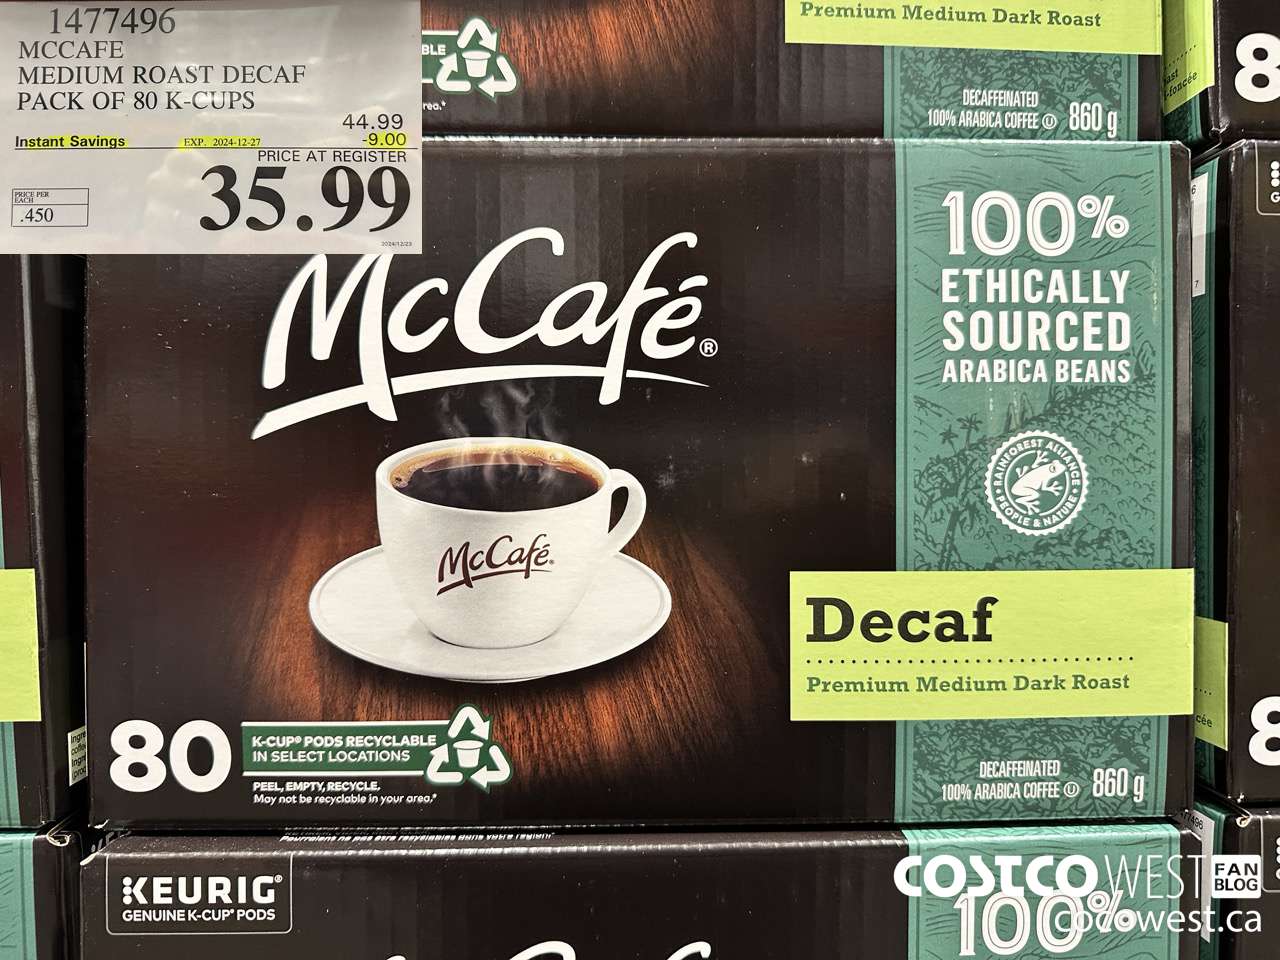 1477496
MCCAFE
MEDIUM ROAST DECAF
PACK OF 80 K-CUPS
44.99
Instant Savings EXP. 2024-12-27 -9.00
PRICE AT REGISTER
35.99
PRICE PER
EACH
.450
2024/12/23
Premium Medium Dark Roast
DECAFFEINATED
100% ARABICA COFFEE U 860 g
McCafé®
100%
ETHICALLY
SOURCED
ARABICA BEANS
RAINFOREST ALLIANCE
PEOPLE & NATURE
McCafé®
Decaf
Premium Medium Dark Roast
80
K-CUP® PODS RECYCLABLE
IN SELECT LOCATIONS
PEEL, EMPTY, RECYCLE.
May not be recyclable in your area.*
DECAFFEINATED
100% ARABICA COFFEE U 860 g
KEURIG®
GENUINE K-CUP® PODS
100%
COSTCO WEST FAN
BLOG
cocowest.ca